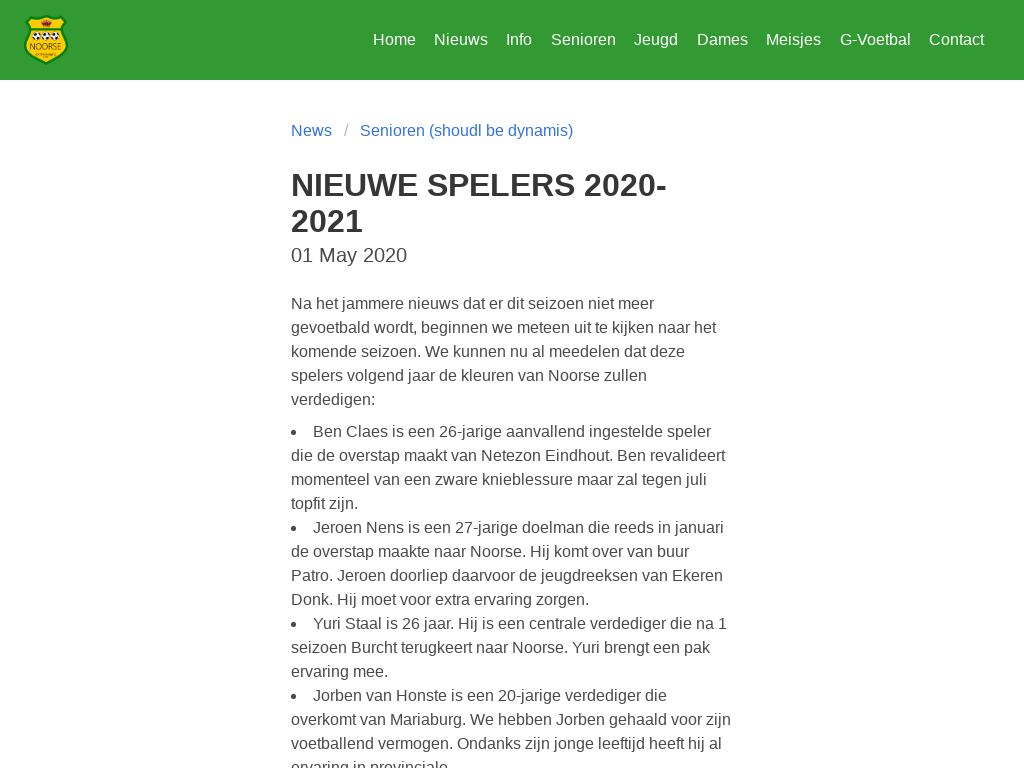 NOORSE
Home Nieuws Info Senioren Jeugd Dames Meisjes G-Voetbal Contact
News / Senioren (shoudl be dynamis)
NIEUWE SPELERS 2020-
2021
01 May 2020
Na het jammere nieuws dat er dit seizoen niet meer
gevoetbald wordt, beginnen we meteen uit te kijken naar het
komende seizoen. We kunnen nu al meedelen dat deze
spelers volgend jaar de kleuren van Noorse zullen
verdedigen:
• Ben Claes is een 26-jarige aanvallend ingestelde speler
die de overstap maakt van Netezon Eindhout. Ben revalideert
momenteel van een zware knieblessure maar zal tegen juli
topfit zijn.
• Jeroen Nens is een 27-jarige doelman die reeds in januari
de overstap maakte naar Noorse. Hij komt over van buur
Patro. Jeroen doorliep daarvoor de jeugdreeksen van Ekeren
Donk. Hij moet voor extra ervaring zorgen.
• Yuri Staal is 26 jaar. Hij is een centrale verdediger die na 1
seizoen Burcht terugkeert naar Noorse. Yuri brengt een pak
ervaring mee.
• Jorben van Honste is een 20-jarige verdediger die
overkomt van Mariaburg. We hebben Jorben gehaald voor zijn
voetballend vermogen. Ondanks zijn jonge leeftijd heeft hij al
ervaring in provinciale